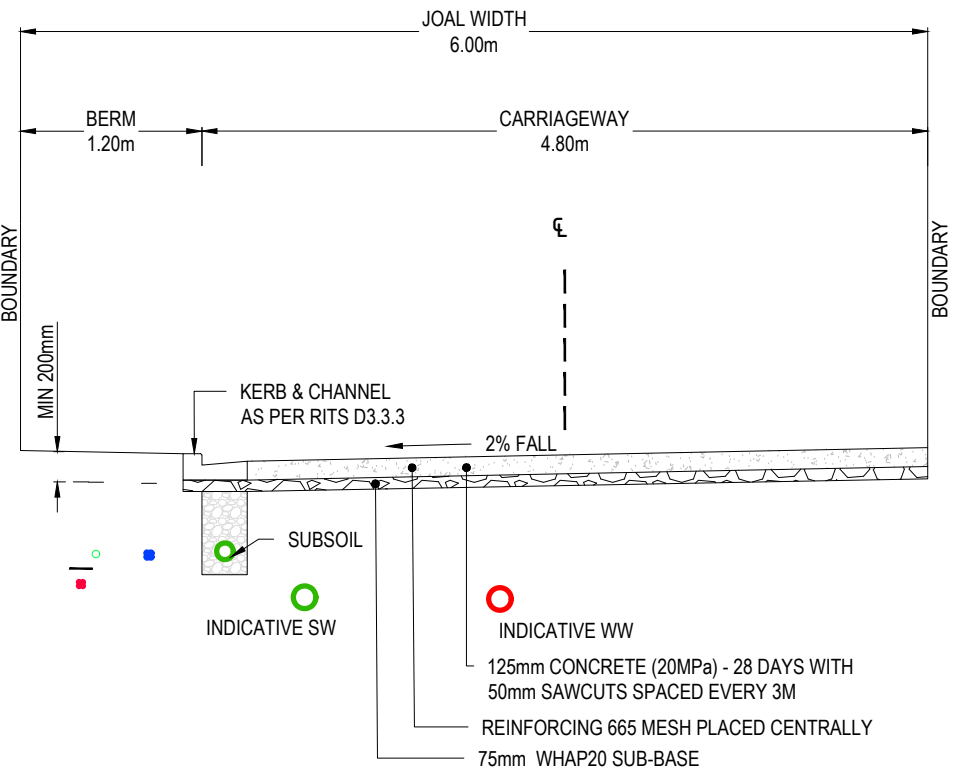 JOAL WIDTH
6.00m
BERM
1.20m
CARRIAGEWAY
4.80m
℄
BOUNDARY
BOUNDARY
MIN 200mm
KERB & CHANNEL
AS PER RITS D3.3.3
2% FALL
SUBSOIL
INDICATIVE SW
INDICATIVE WW
125mm CONCRETE (20MPa) - 28 DAYS WITH
50mm SAWCUTS SPACED EVERY 3M
REINFORCING 665 MESH PLACED CENTRALLY
75mm WHAP20 SUB-BASE